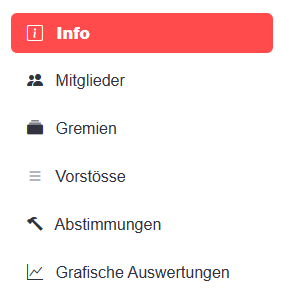 Info
Mitglieder
Gremien
Vorstösse
Abstimmungen
Grafische Auswertungen